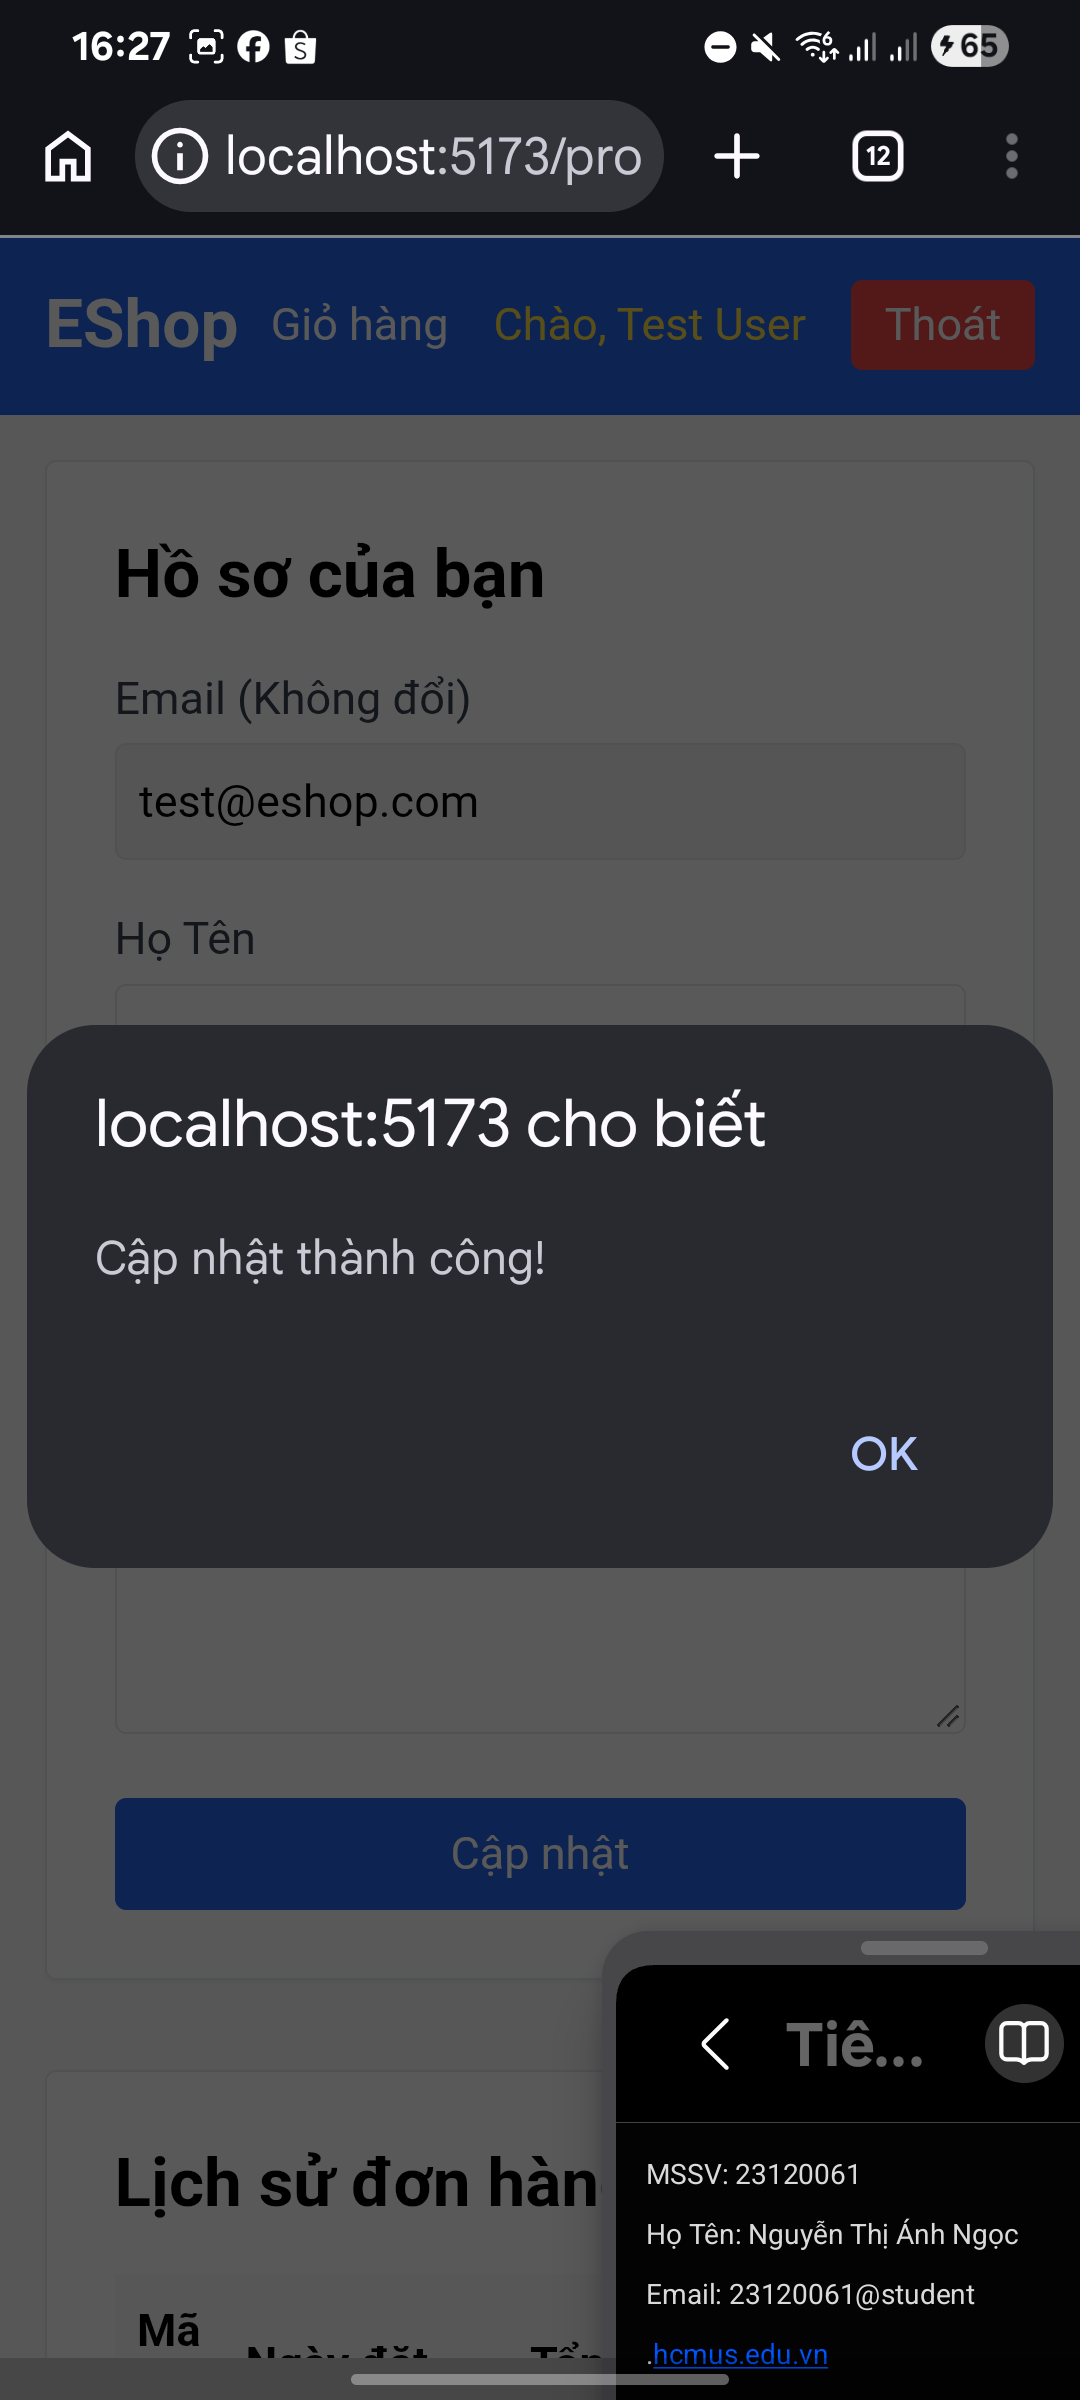 16:27
65
localhost:5173/pro
12
EShop Giỏ hàng Chào, Test User Thoát
Hồ sơ của bạn
Email (Không đổi)
test@eshop.com
Họ Tên
localhost:5173 cho biết
Cập nhật thành công!
OK
Cập nhật
Lịch sử đơn hàn
Tiê...
MSSV: 23120061
Họ Tên: Nguyễn Thị Ánh Ngọc
Email: 23120061@student
.hcmus.edu.vn
Mã
Ngày đặt